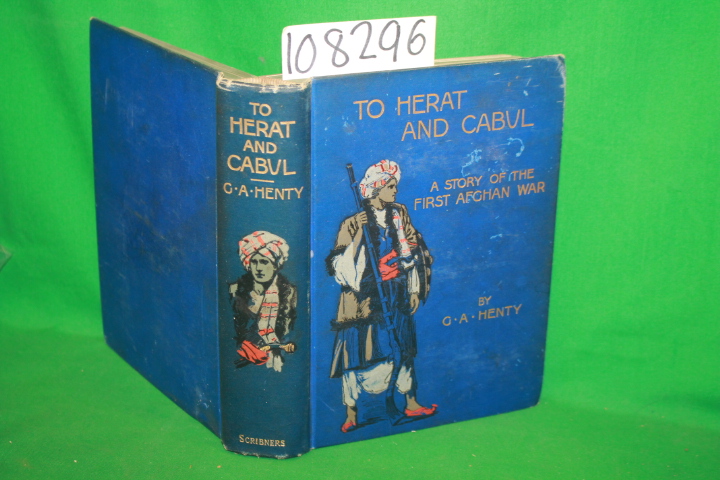 108296
TO
HERAT
AND
CABUL
G·A·HENTY
SCRIBNERS
TO HERAT
AND CABUL
A STORY OF THE
FIRST AFGHAN WAR
BY
G·A·HENTY